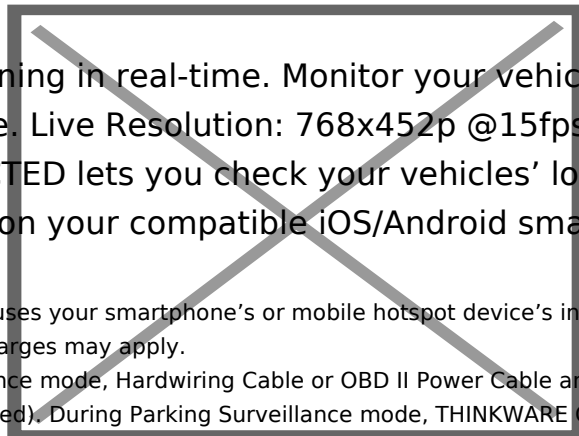 ning in real-time. Monitor your vehic
e. Live Resolution: 768x452p @15fps
TED lets you check your vehicles’ lo
on your compatible iOS/Android sma
uses your smartphone’s or mobile hotspot device’s in
arges may apply.
nce mode, Hardwiring Cable or OBD II Power Cable an
ed). During Parking Surveillance mode, THINKWARE